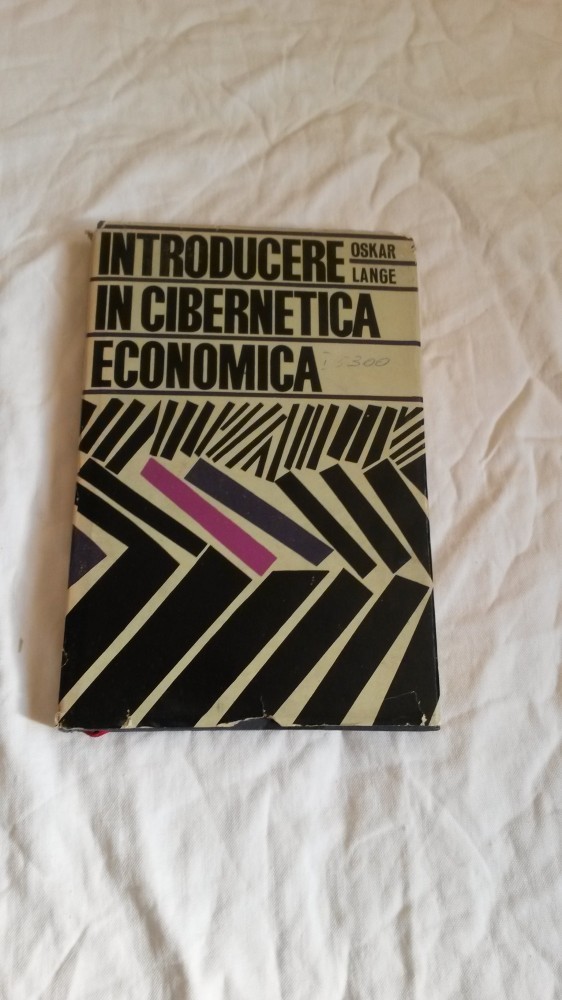 INTRODUCERE
OSKAR
LANGE
IN CIBERNETICA
ECONOMICA